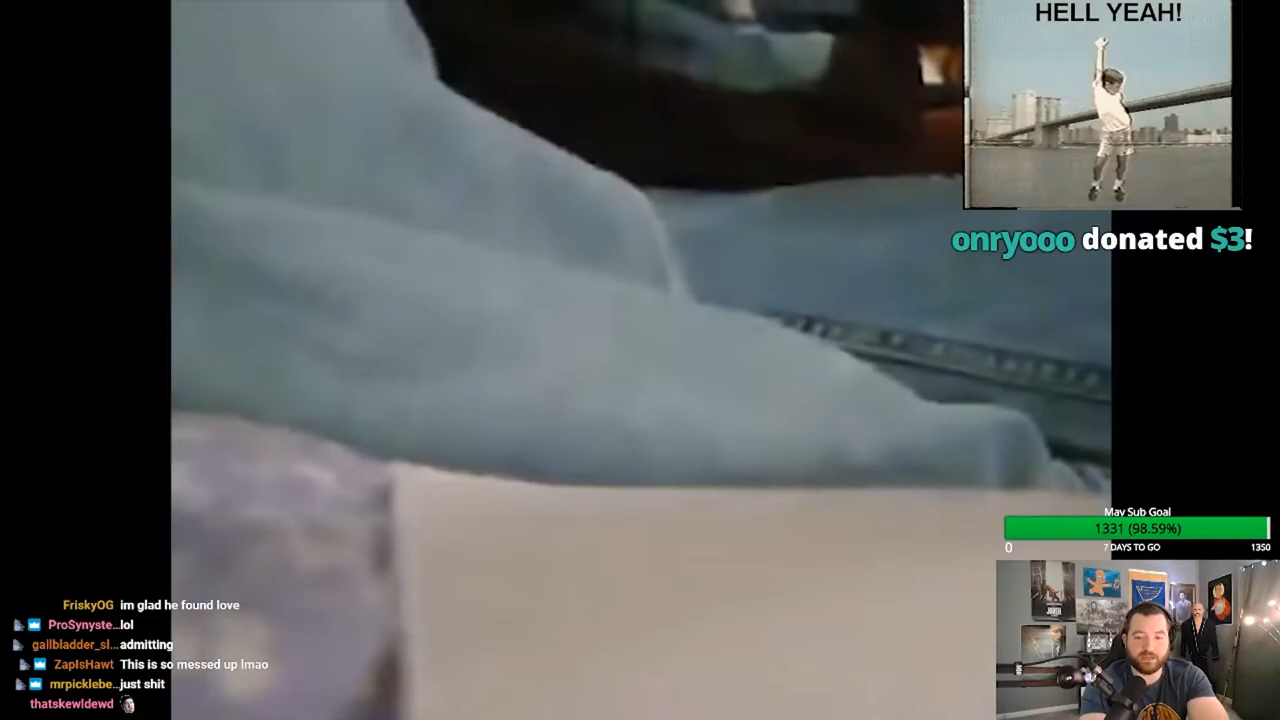 HELL YEAH!
onryooo donated $3!
May Sub Goal
1331 (98.59%)
0 7 DAYS TO GO 1350
FriskyOG im glad he found love
ProSynyste…lol
gallbladder_sl…admitting
ZapIsHawt This is so messed up lmao
mrpicklebe…just shit
thatskewldewd